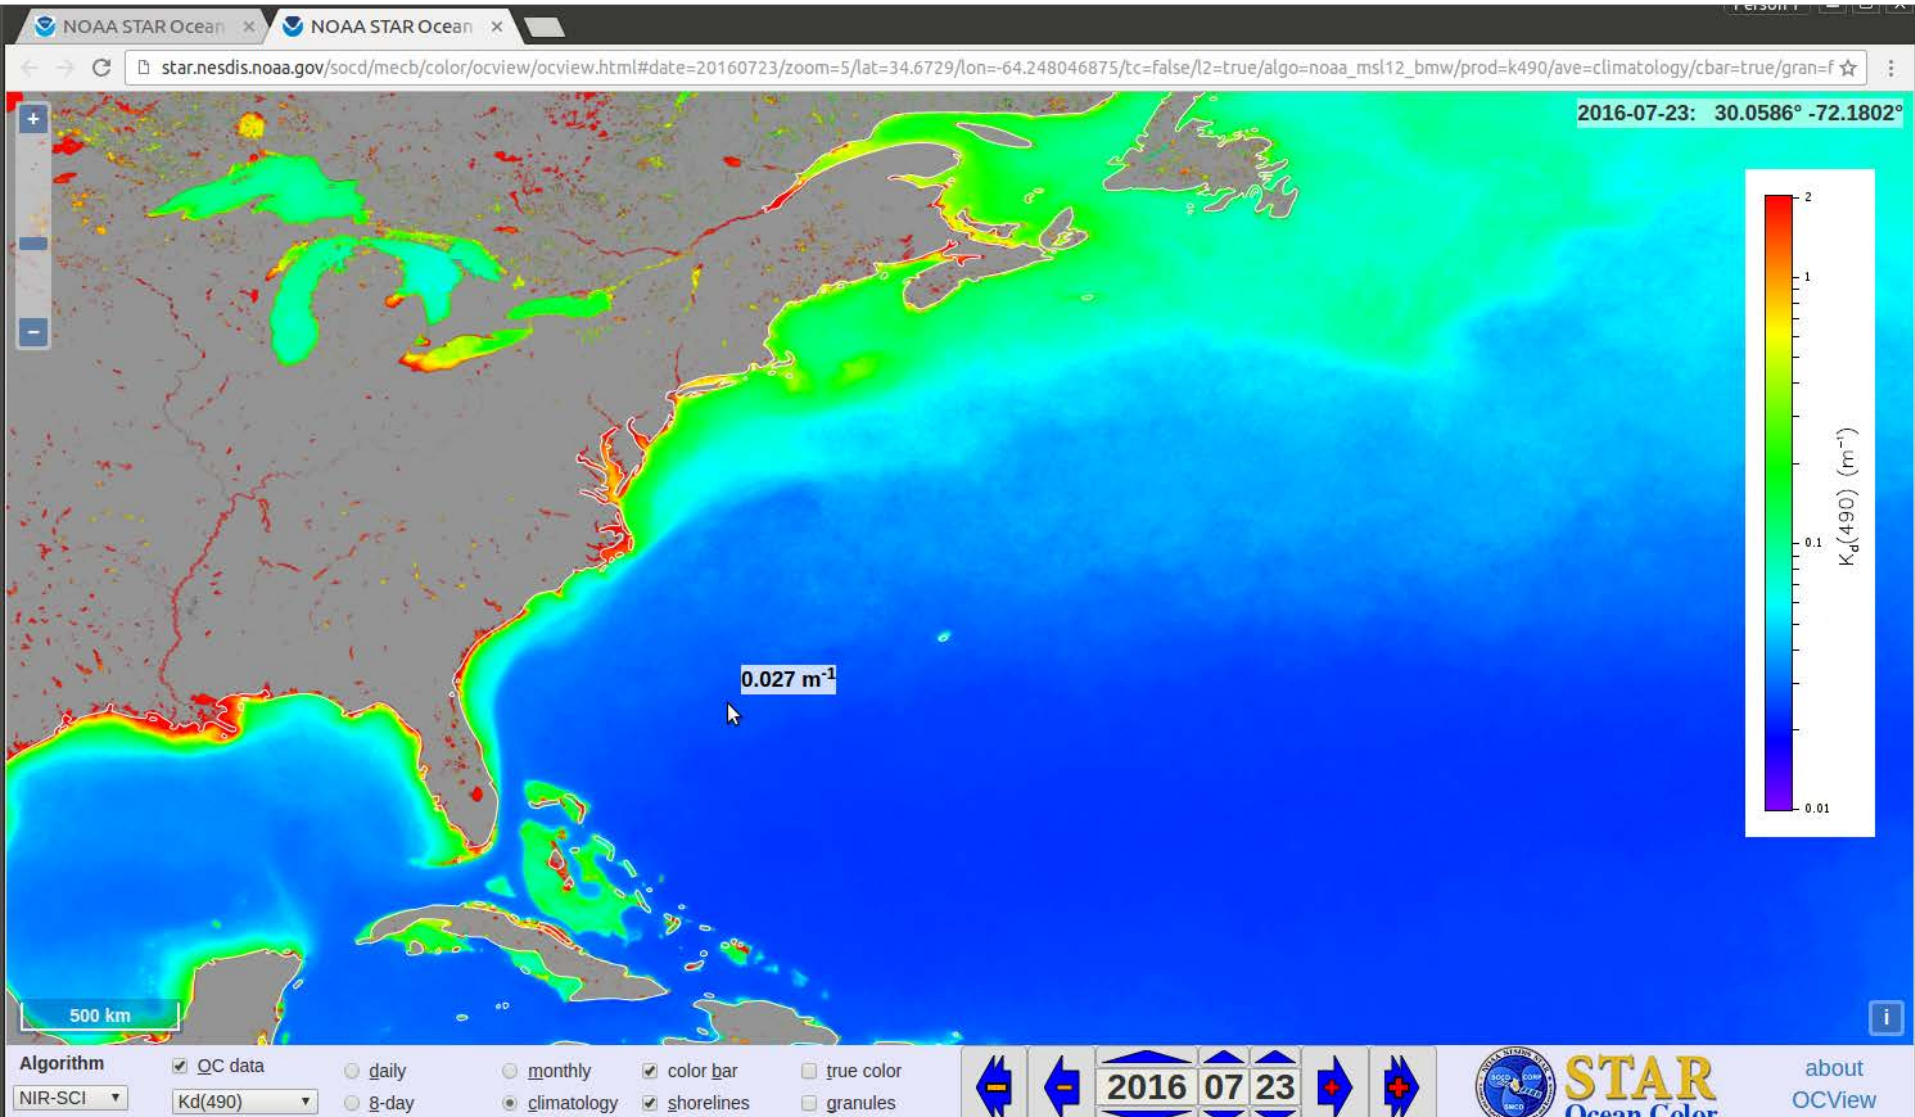 Person 1
NOAA STAR Ocean
NOAA STAR Ocean
star.nesdis.noaa.gov/socd/mecb/color/ocview/ocview.html#date=20160723/zoom=5/lat=34.6729/lon=-64.248046875/tc=false/l2=true/algo=noaa_msl12_bmw/prod=k490/ave=climatology/cbar=true/gran=f
+
2016-07-23: 30.0586° -72.1802°
2
1
K_d(490) (m⁻¹)
0.1
−
0.027 m⁻¹
0.01
500 km
i
Algorithm
NIR-SCI
OC data
Kd(490)
daily
8-day
monthly
climatology
color bar
shorelines
true color
granules
2016 07 23
STAR
Ocean Color
about
OCView